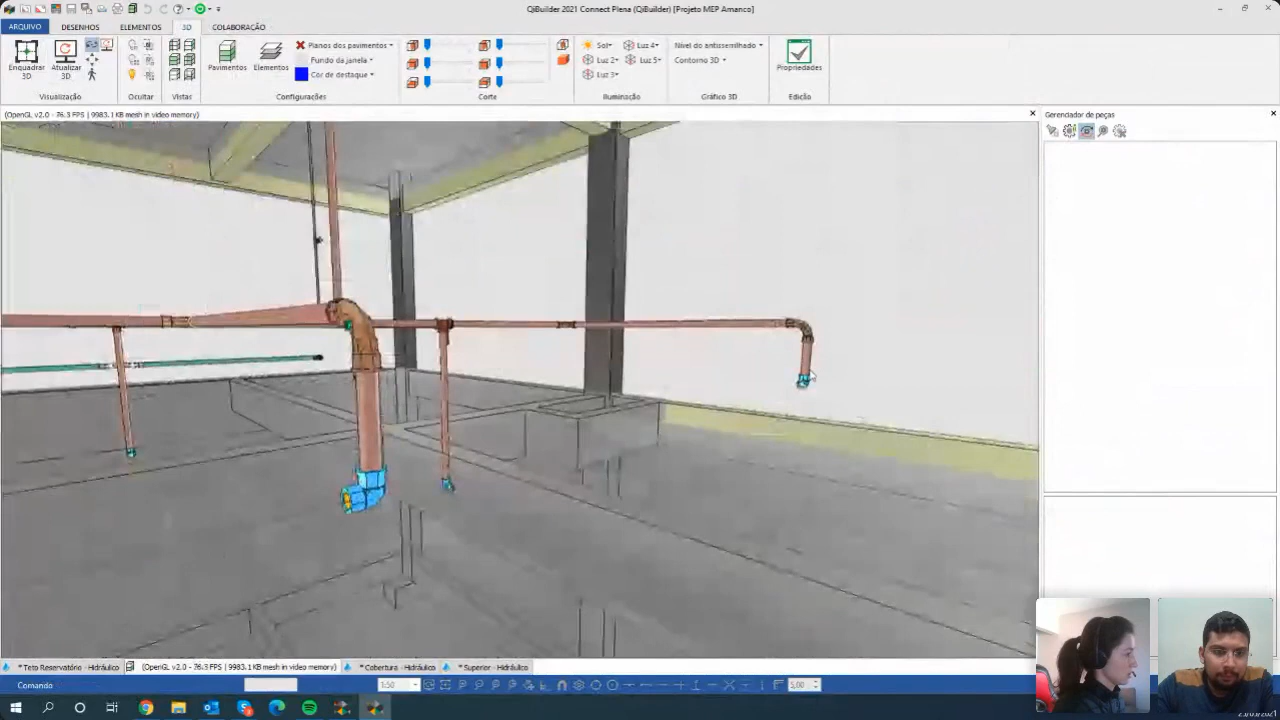 QiBuilder 2021 Connect Plena (QiBuilder) [Projeto MEP Amanco]
ARQUIVO DESENHOS ELEMENTOS 3D COLABORAÇÃO
Enquadrar 3D
Atualizar 3D
Visualização
Ocultar
Vistas
Pavimentos
Elementos
Planos dos pavimentos
Fundo da janela
Cor de destaque
Configurações
Corte
Sol Luz 4
Luz 2 Luz 5
Luz 3
Iluminação
Nível do antisserrilhado
Contorno 3D
Gráfico 3D
Propriedades
Edição
(OpenGL v2.0 - 76.3 FPS | 9983.1 KB mesh in video memory)
Gerenciador de peças
* Teto Reservatório - Hidráulico
(OpenGL v2.0 - 76.3 FPS | 9983.1 KB mesh in video memory)
* Cobertura - Hidráulico
* Superior - Hidráulico
Comando
1:50
5,00